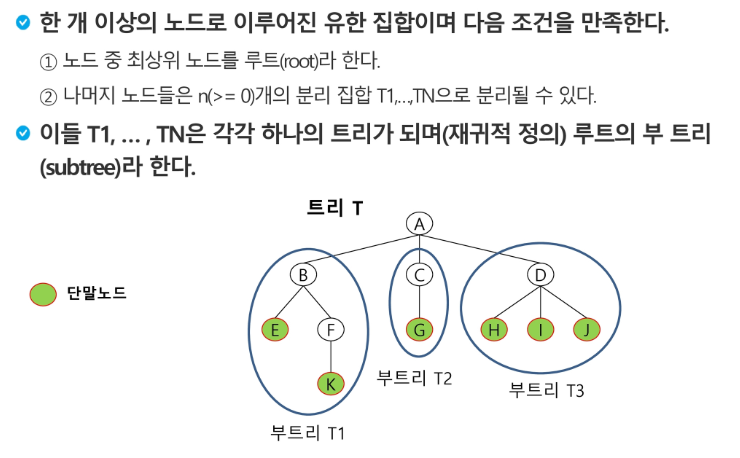 한 개 이상의 노드로 이루어진 유한 집합이며 다음 조건을 만족한다.
① 노드 중 최상위 노드를 루트(root)라 한다.
② 나머지 노드들은 n(>= 0)개의 분리 집합 T1,...,TN으로 분리될 수 있다.
이들 T1, ... , TN은 각각 하나의 트리가 되며(재귀적 정의) 루트의 부 트리
(subtree)라 한다.
트리 T
A
B C D
단말노드
E F G H I J
K
부트리 T2
부트리 T3
부트리 T1